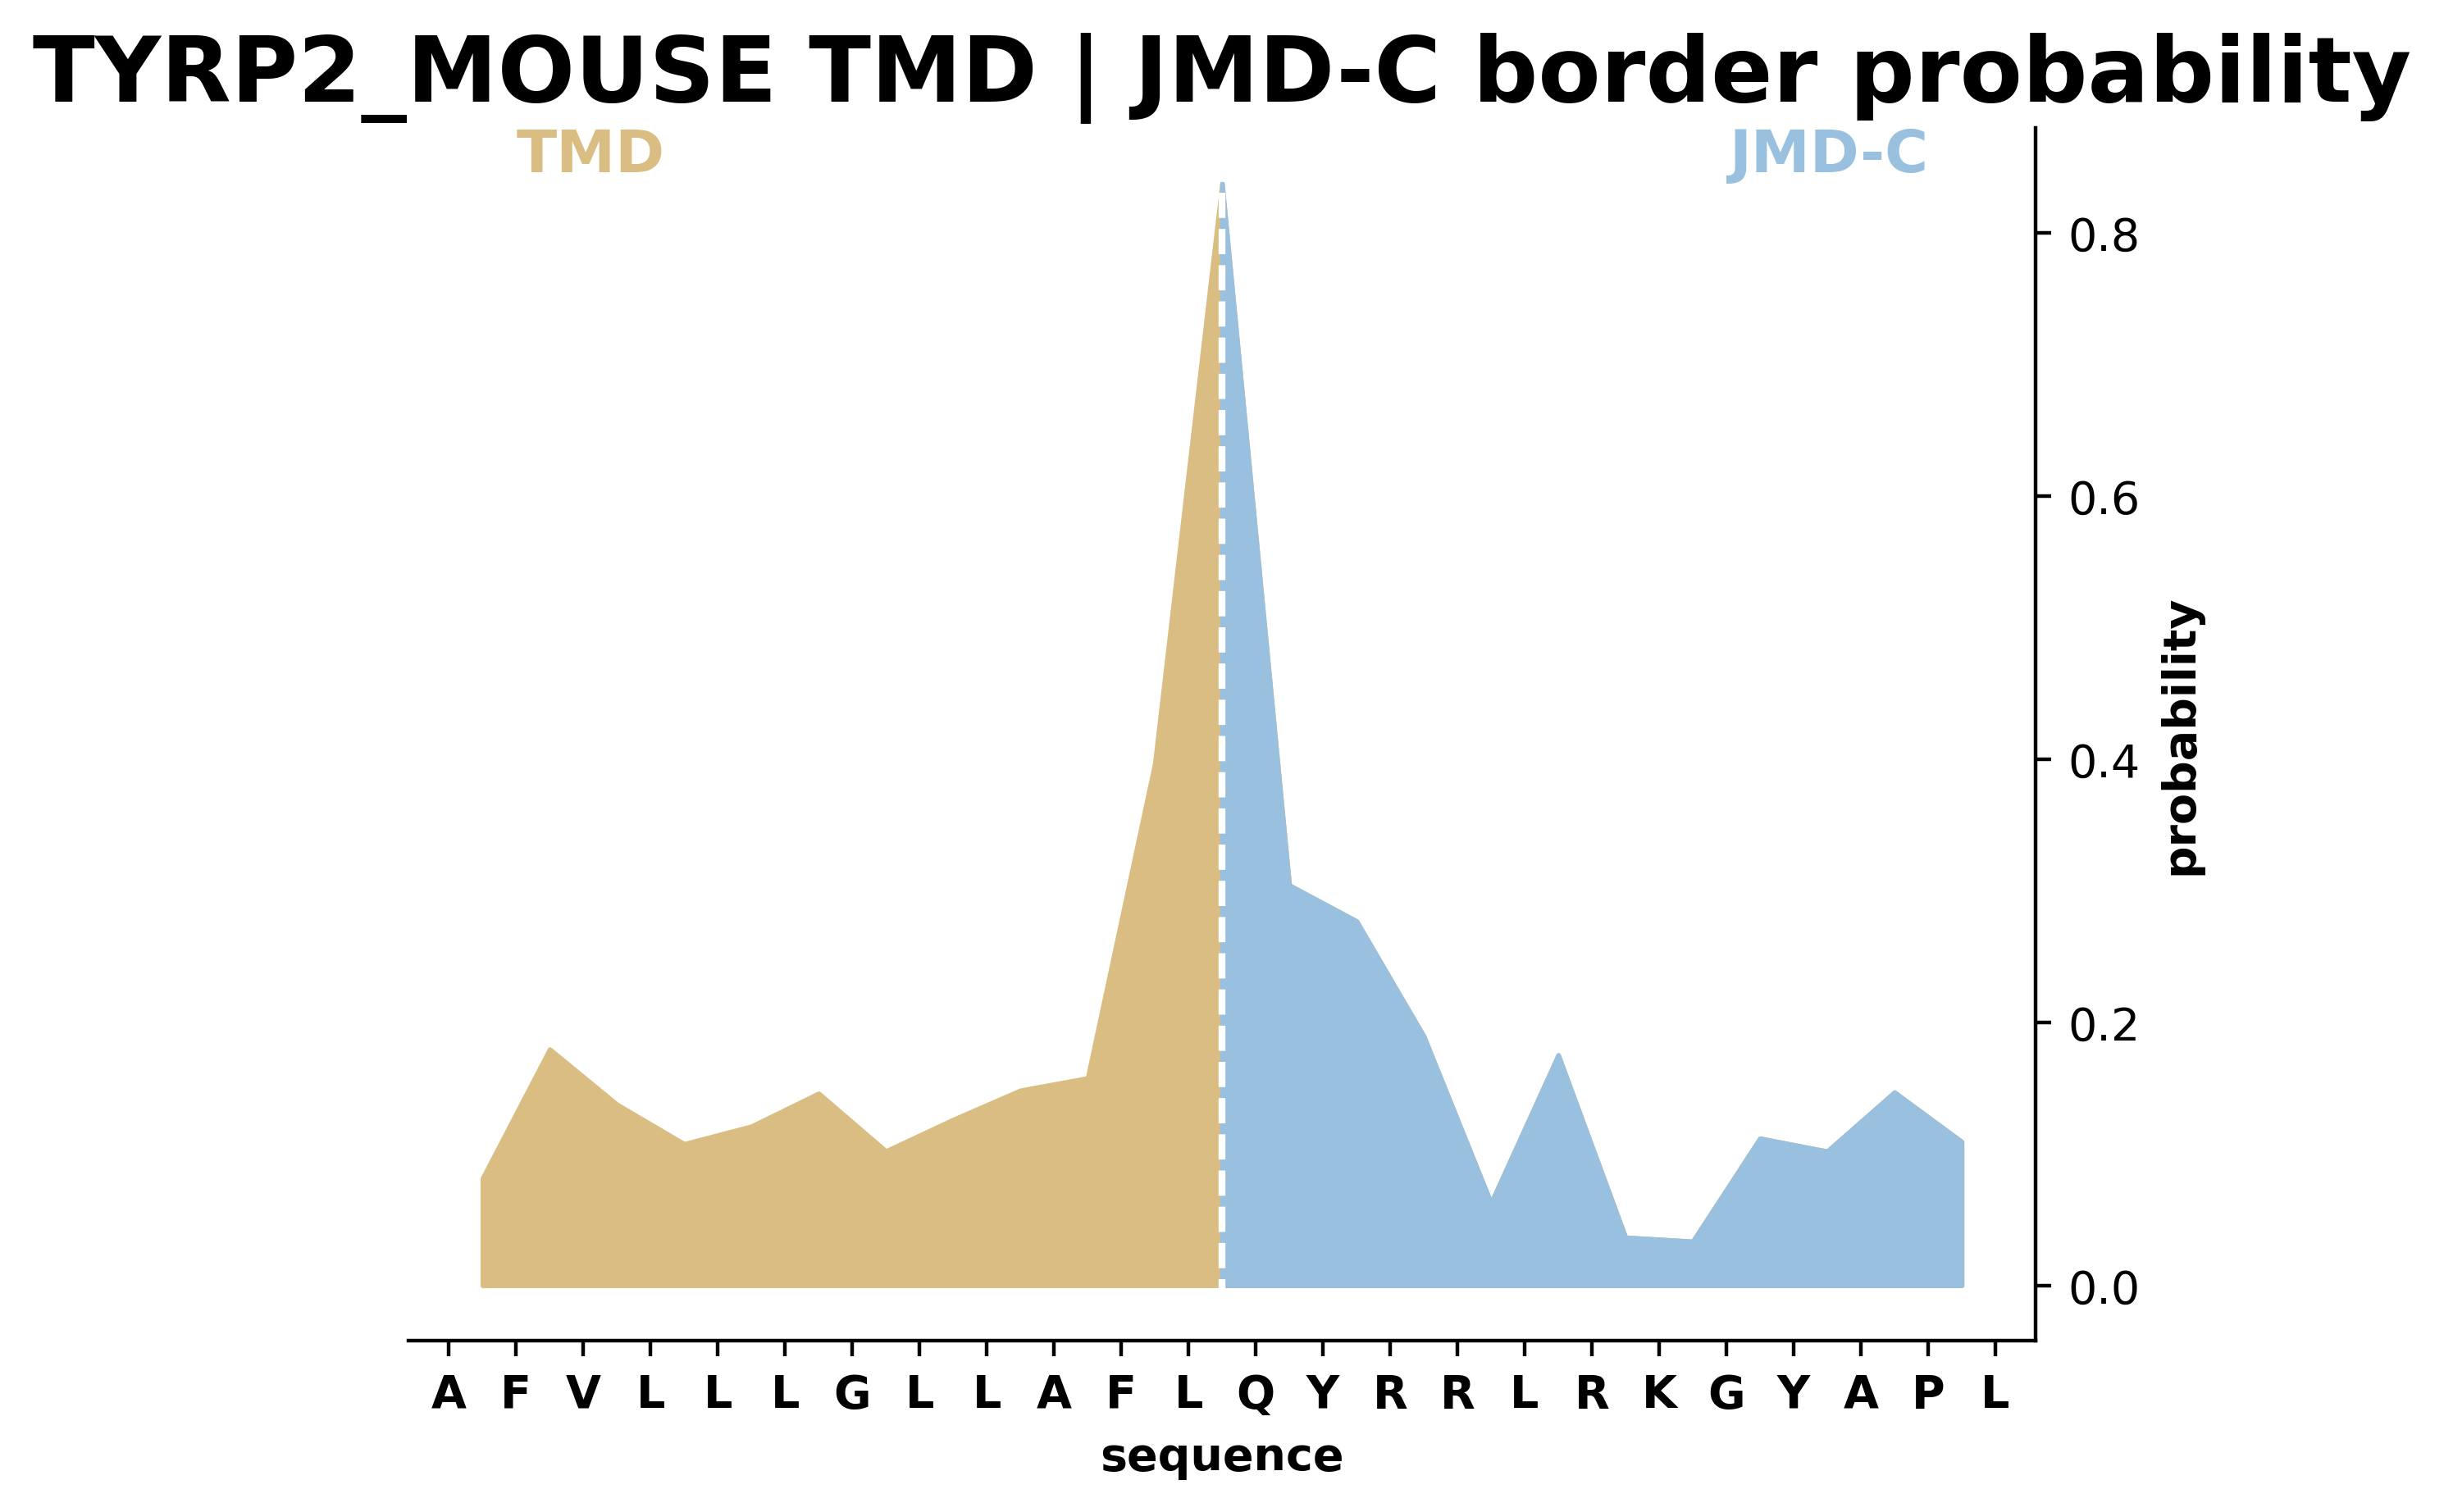 TYRP2_MOUSE TMD | JMD-C border probability
TMD JMD-C
0.8
0.6
0.4
0.2
0.0
probability
A F V L L L G L L A F L Q Y R R L R K G Y A P L
sequence